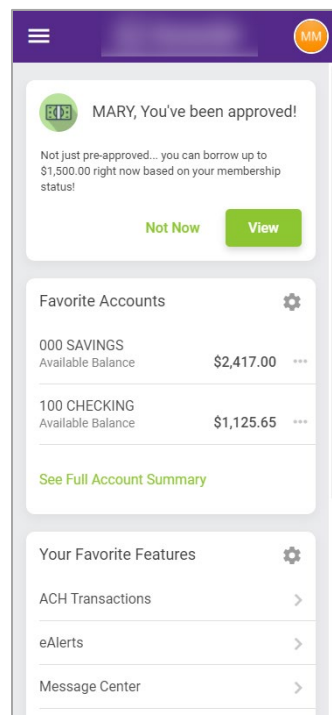 MM
MARY, You've been approved!
Not just pre-approved... you can borrow up to
$1,500.00 right now based on your membership
status!
Not Now View
Favorite Accounts
000 SAVINGS
Available Balance $2,417.00
100 CHECKING
Available Balance $1,125.65
See Full Account Summary
Your Favorite Features
ACH Transactions
eAlerts
Message Center